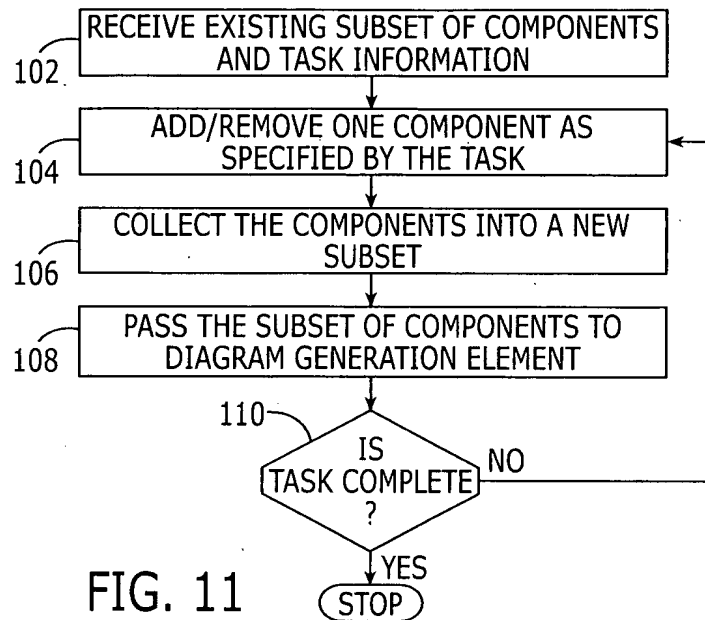 RECEIVE EXISTING SUBSET OF COMPONENTS
AND TASK INFORMATION
102
ADD/REMOVE ONE COMPONENT AS
SPECIFIED BY THE TASK
104
COLLECT THE COMPONENTS INTO A NEW
SUBSET
106
PASS THE SUBSET OF COMPONENTS TO
DIAGRAM GENERATION ELEMENT
108
110
IS
TASK COMPLETE
?
NO
YES
STOP
FIG. 11